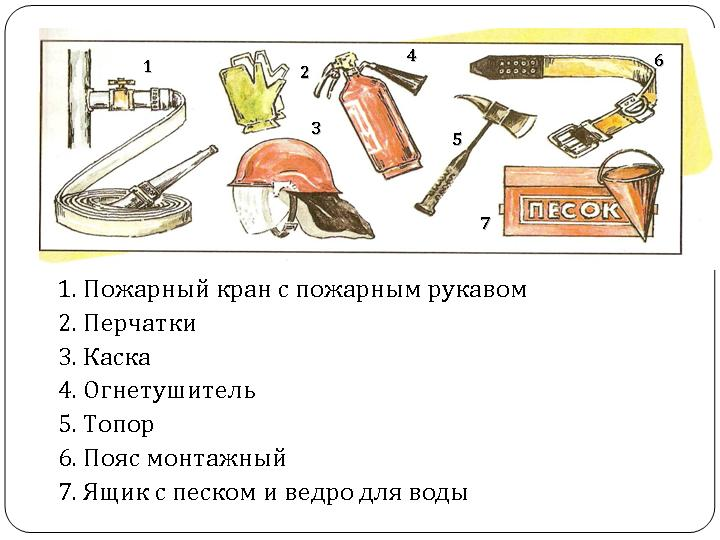 1
2
3
4
5
6
7
ПЕСОК
1. Пожарный кран с пожарным рукавом
2. Перчатки
3. Каска
4. Огнетушитель
5. Топор
6. Пояс монтажный
7. Ящик с песком и ведро для воды